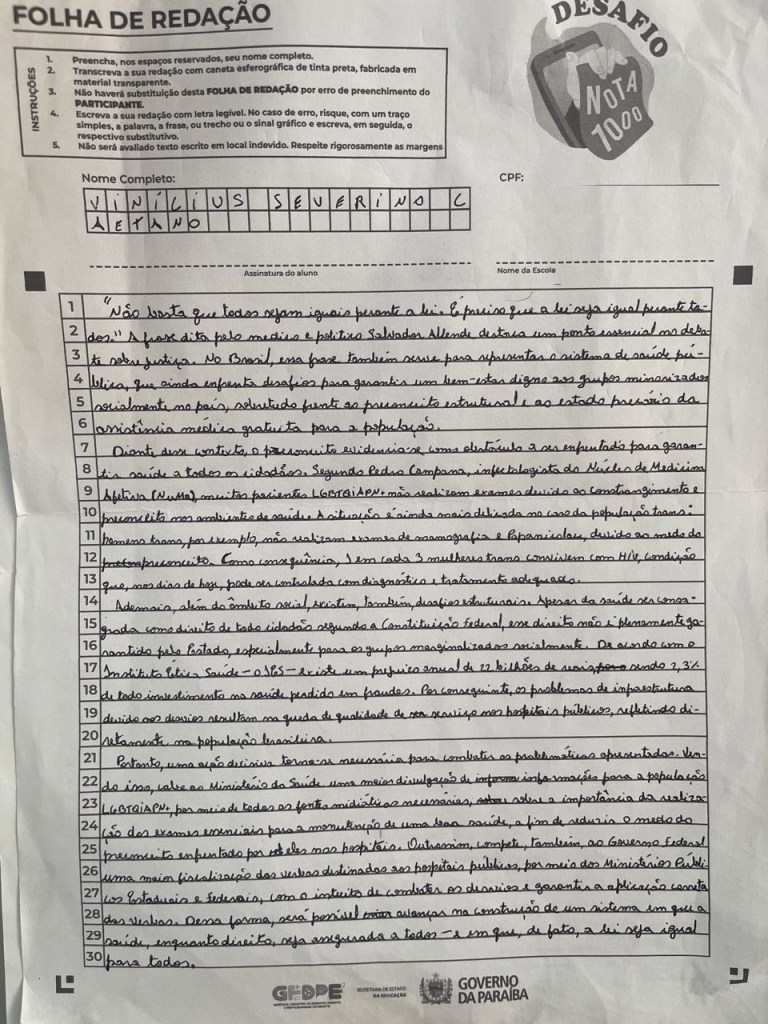 FOLHA DE REDAÇÃO
DESAFIO
NOTA
1000
INSTRUÇÕES
1. Preencha, nos espaços reservados, seu nome completo.
2. Transcreva a sua redação com caneta esferográfica de tinta preta, fabricada em
material transparente.
3. Não haverá substituição desta FOLHA DE REDAÇÃO por erro de preenchimento do
PARTICIPANTE.
4. Escreva a sua redação com letra legível. No caso de erro, risque, com um traço
simples, a palavra, a frase, ou trecho ou o sinal gráfico e escreva, em seguida, o
respectivo substitutivo.
5. Não será avaliado texto escrito em local indevido. Respeite rigorosamente as margens
Nome Completo:
CPF:
VINÍCIUS SEVERINO C
AETANO
Assinatura do aluno
Nome da Escola
1 "Não basta que todos sejam iguais perante a lei. É preciso que a lei seja igual perante to-
2 dos." A frase dita pelo medico e politico Salvador Allende destaca um ponto essencial no deba-
3 te sobre justiça. No Brasil, essa frase também serve para representar o sistema de saúde pú-
4 blica, que ainda enfrenta desafios para garantir um bem-estar digno aos grupos minorizados
5 socialmente no país, sobretudo frente ao preconceito estrutural e ao estado precário da
6 assistência médica gratuita para a população.
7 Diante desse contexto, o preconceito evidencia-se como obstáculo a ser enfrentado para garan-
8 tir saúde a todos os cidadãos. Segundo Pedro Campana, infectologista do Núcleo de Medicina
9 Afetiva (NuMa), muitos pacientes LGBTQIAPN+ não realizam exames devido ao constrangimento e
10 preconceito nos ambientes de saúde. A situação é ainda mais delicada no caso da população trans:
11 homens trans, por exemplo, não realizam exames de mamografia e Papanicolau, devido ao medo do
12 preconceito. Como consequência, 1 em cada 3 mulheres trans convivem com HIV, condição
13 que, nos dias de hoje, pode ser controlada com diagnóstico e tratamento adequado.
14 Ademais, além do âmbito social, existem, também, desafios estruturais. Apesar da saúde ser consa-
15 grada como direito de todo cidadão segundo a Constituição Federal, esse direito não é plenamente ga-
16 rantido pelo Estado, especialmente para os grupos marginalizados socialmente. De acordo com o
17 Instituto Ética Saúde - O IES - existe um prejuízo anual de 22 bilhões de reais, sendo 2,3%
18 de todo investimento na saúde perdido em fraudes. Por conseguinte, os problemas de infraestrutura
19 devido aos desvios resultam na queda de qualidade de serviço nos hospitais públicos, refletindo di-
20 retamente na população brasileira.
21 Portanto, uma ação decisiva torna-se necessária para combater as problemáticas apresentadas. Ven-
22 do isso, cabe ao Ministério da Saúde uma maior divulgação de informações para a população
23 LGBTQIAPN+, por meio de todas as fontes midiáticas necessárias, sobre a importância da realiza-
24 ção dos exames essenciais para a manutenção de uma boa saúde, a fim de reduzir o medo do
25 preconceito enfrentado por eles nos hospitais. Outrossim, compete, também, ao Governo Federal
26 uma maior fiscalização das verbas destinadas aos hospitais públicos, por meio dos Ministérios Públi
27 cos Estaduais e Federais, com o intuito de combater os desvios e garantir a aplicação correta
28 das verbas. Dessa forma, será possível avançar na construção de um sistema em que a
29 saúde, enquanto direito, seja assegurada a todos - e em que, de fato, a lei seja igual
30 para todos.
GEDPE
SECRETARIA DE ESTADO
DA EDUCAÇÃO
GOVERNO
DA PARAÍBA